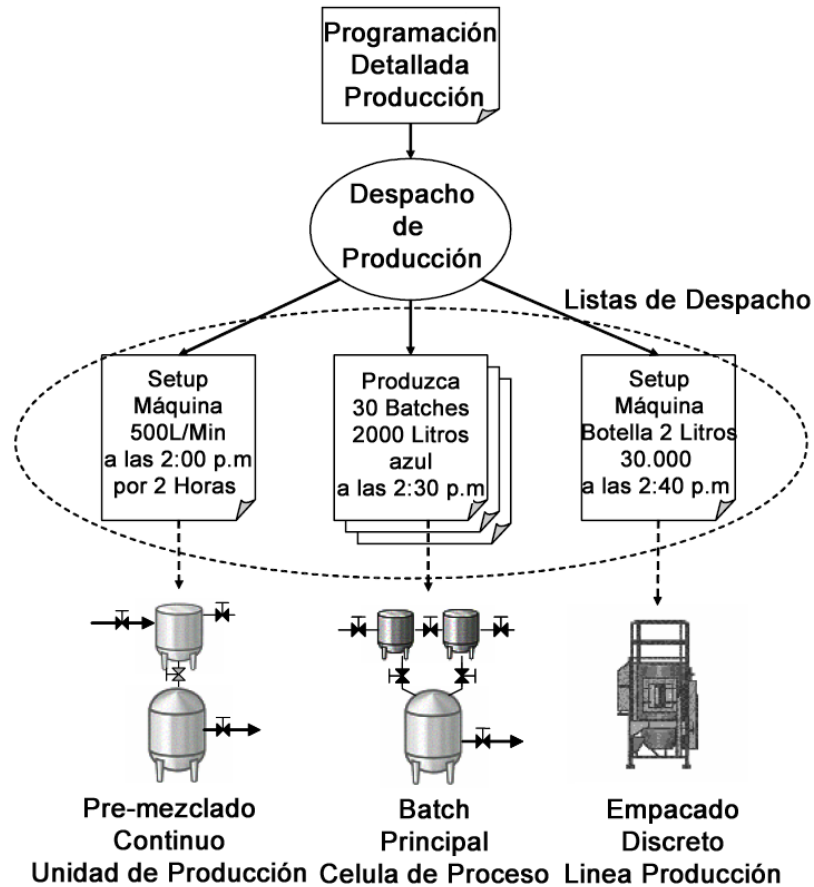 Programación
Detallada
Producción
Despacho
de
Producción
Listas de Despacho
Setup
Máquina
500L/Min
a las 2:00 p.m
por 2 Horas
Produzca
30 Batches
2000 Litros
azul
a las 2:30 p.m
Setup
Máquina
Botella 2 Litros
30.000
a las 2:40 p.m
Pre-mezclado
Continuo
Unidad de Producción
Batch
Principal
Celula de Proceso
Empacado
Discreto
Linea Producción